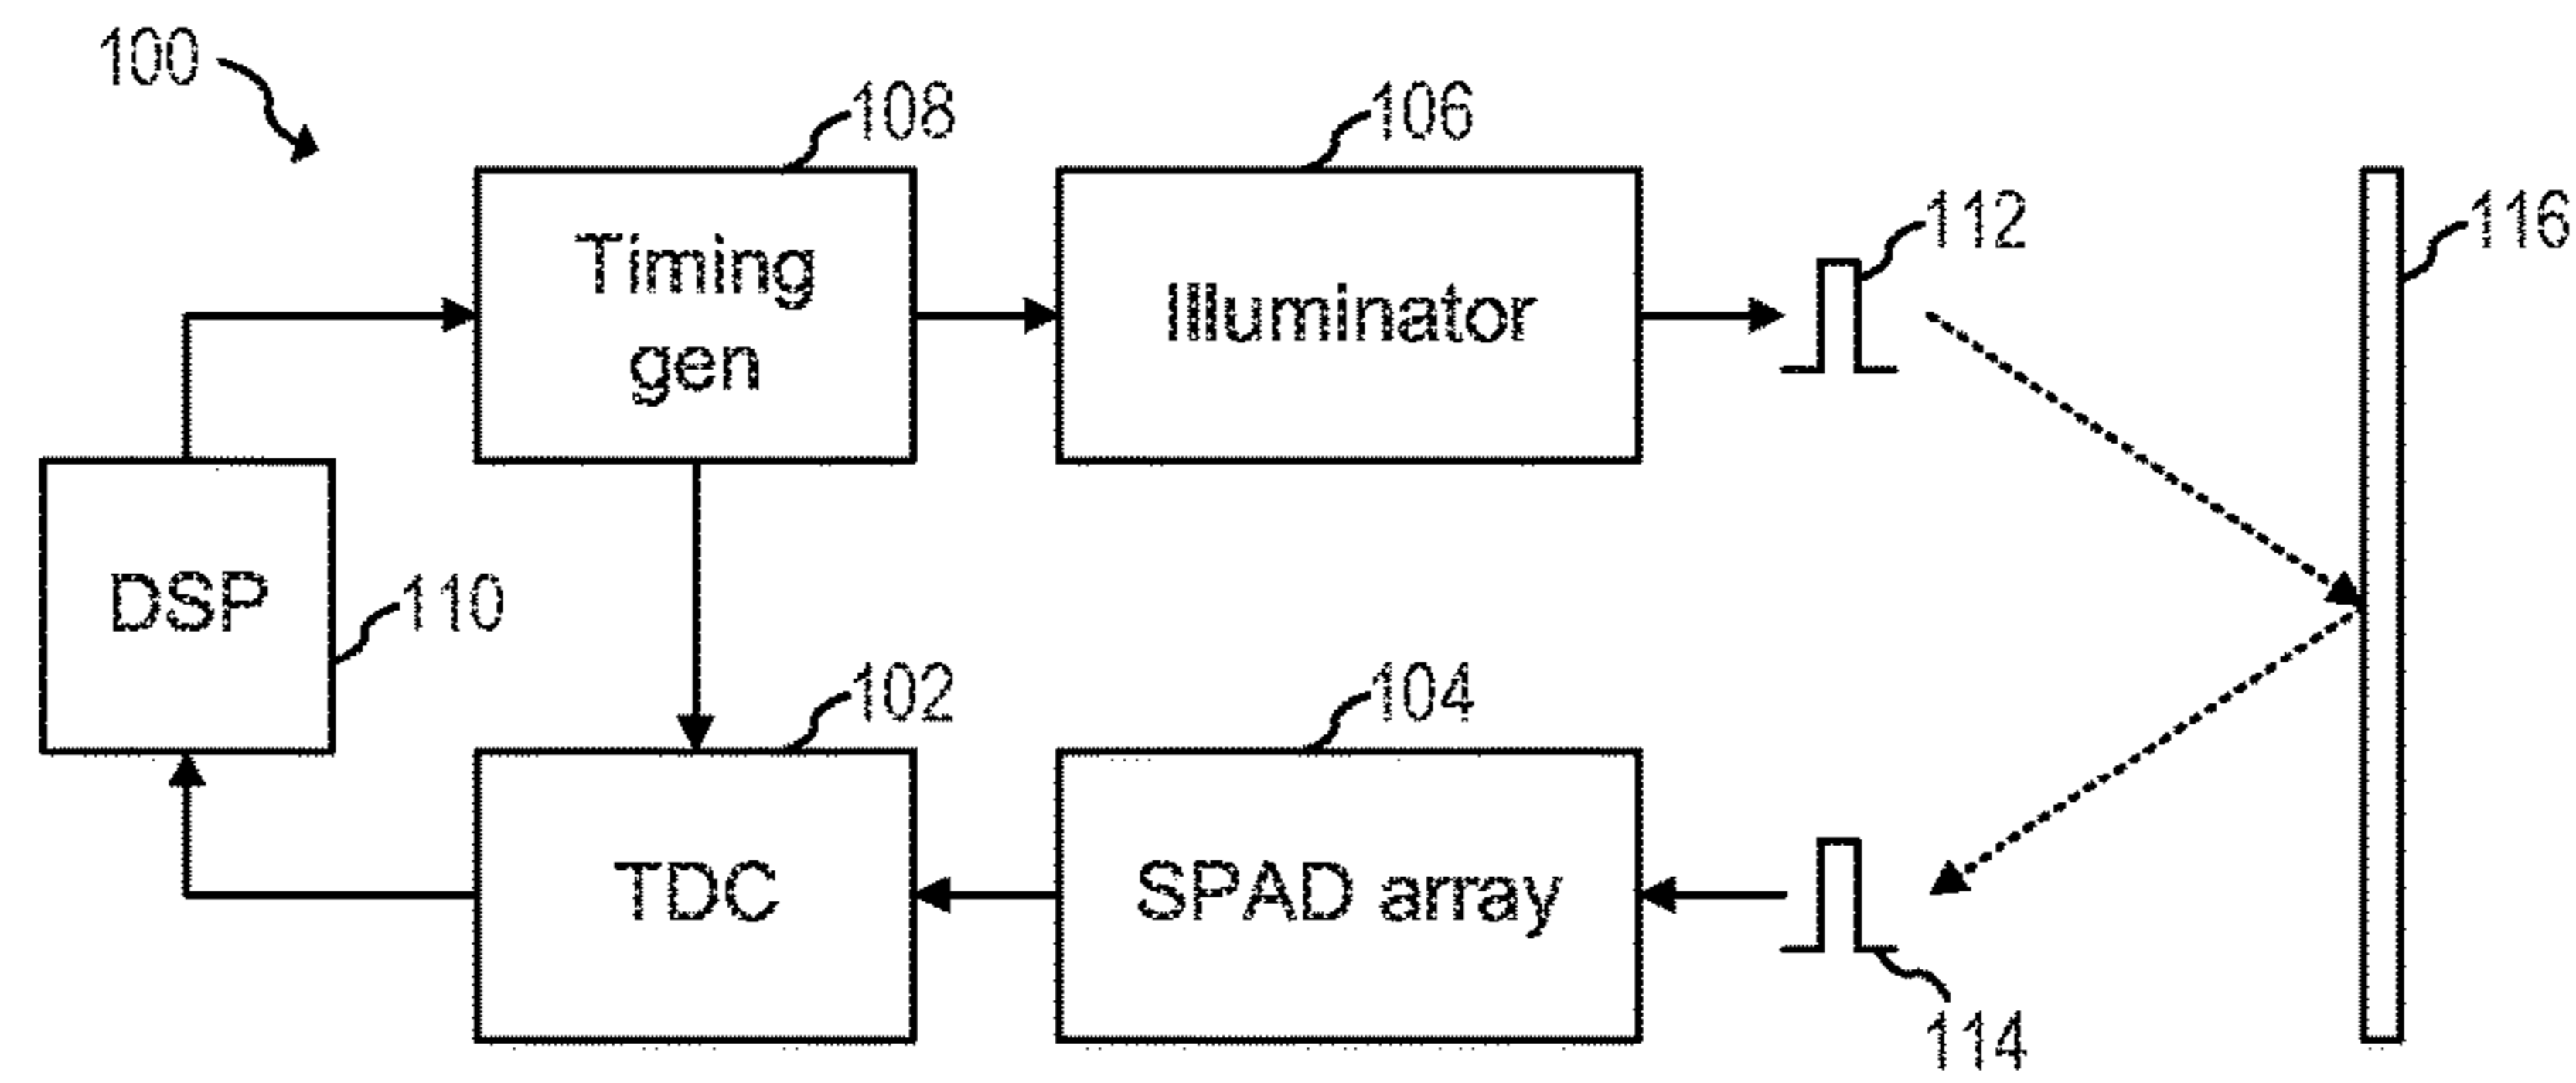 100
108
106
112
116
Timing
gen
Illuminator
DSP
110
102
104
TDC
SPAD array
114